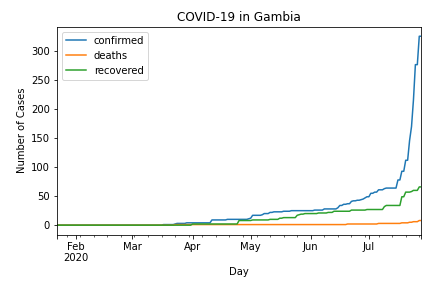 COVID-19 in Gambia
confirmed
deaths
recovered
Number of Cases
300
250
200
150
100
50
0
Feb
2020
Mar
Apr
May
Jun
Jul
Day